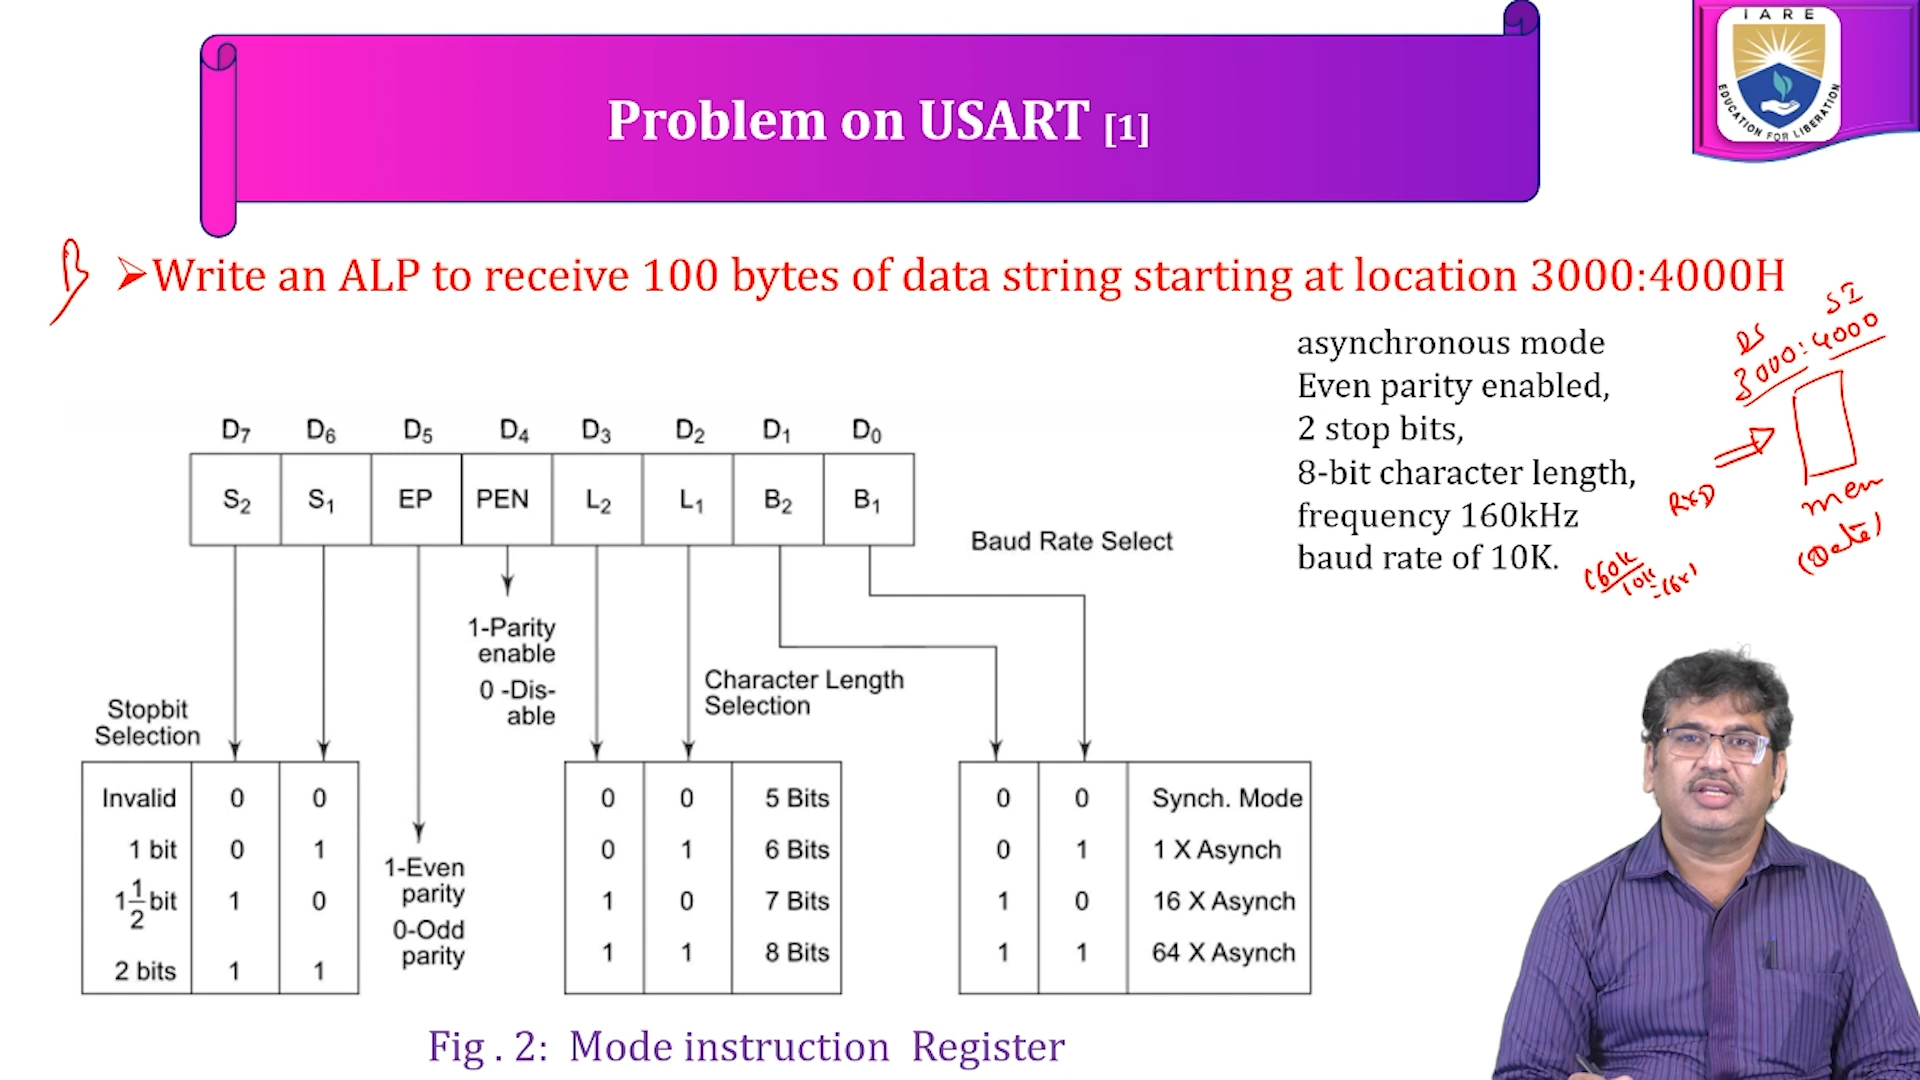 I A R E
EDUCATION FOR LIBERATION
Problem on USART [1]
B
➢Write an ALP to receive 100 bytes of data string starting at location 3000:4000H
asynchronous mode
Even parity enabled,
2 stop bits,
8-bit character length,
frequency 160kHz
baud rate of 10K.
DS SI
3000:4000
RXD
mem
(Data)
160k
10k =16x
D7 D6 D5 D4 D3 D2 D1 D0
S2 S1 EP PEN L2 L1 B2 B1
Baud Rate Select
1-Parity
enable
0 -Dis-
able
Character Length
Selection
Stopbit
Selection
Invalid 0 0
1 bit 0 1
1 1/2 bit 1 0
2 bits 1 1
1-Even
parity
0-Odd
parity
0 0 5 Bits
0 1 6 Bits
1 0 7 Bits
1 1 8 Bits
0 0 Synch. Mode
0 1 1 X Asynch
1 0 16 X Asynch
1 1 64 X Asynch
Fig . 2: Mode instruction Register